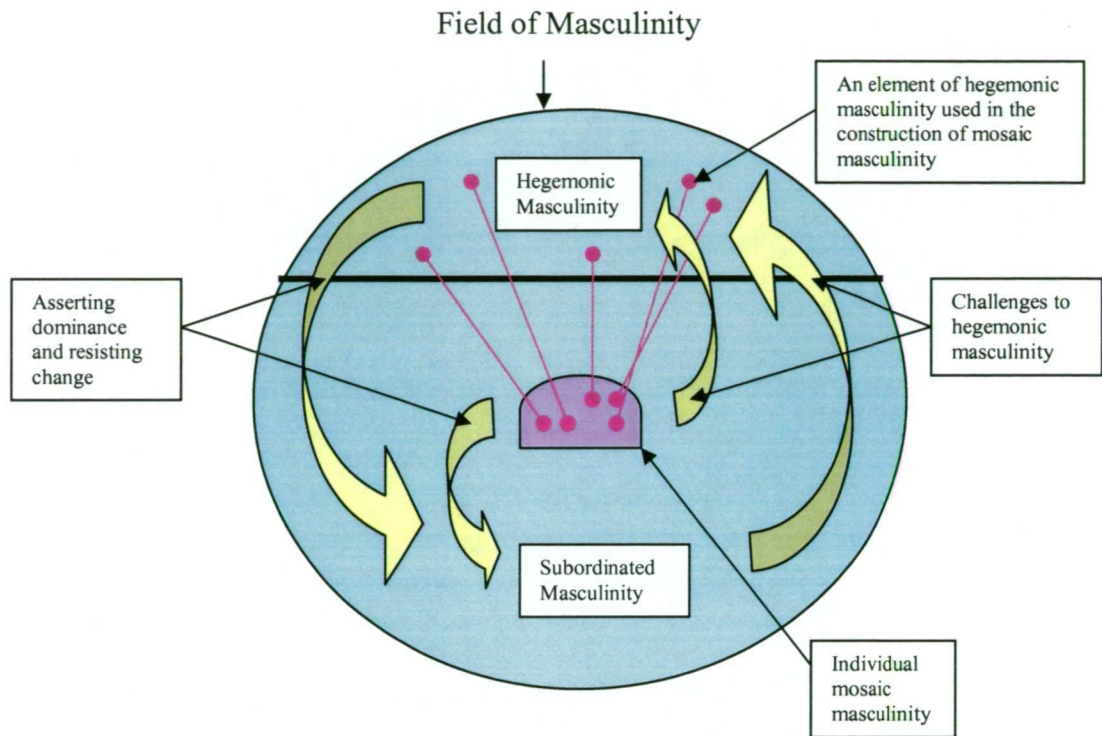 Field of Masculinity
An element of hegemonic
masculinity used in the
construction of mosaic
masculinity
Hegemonic
Masculinity
Asserting
dominance
and resisting
change
Challenges to
hegemonic
masculinity
Subordinated
Masculinity
Individual
mosaic
masculinity